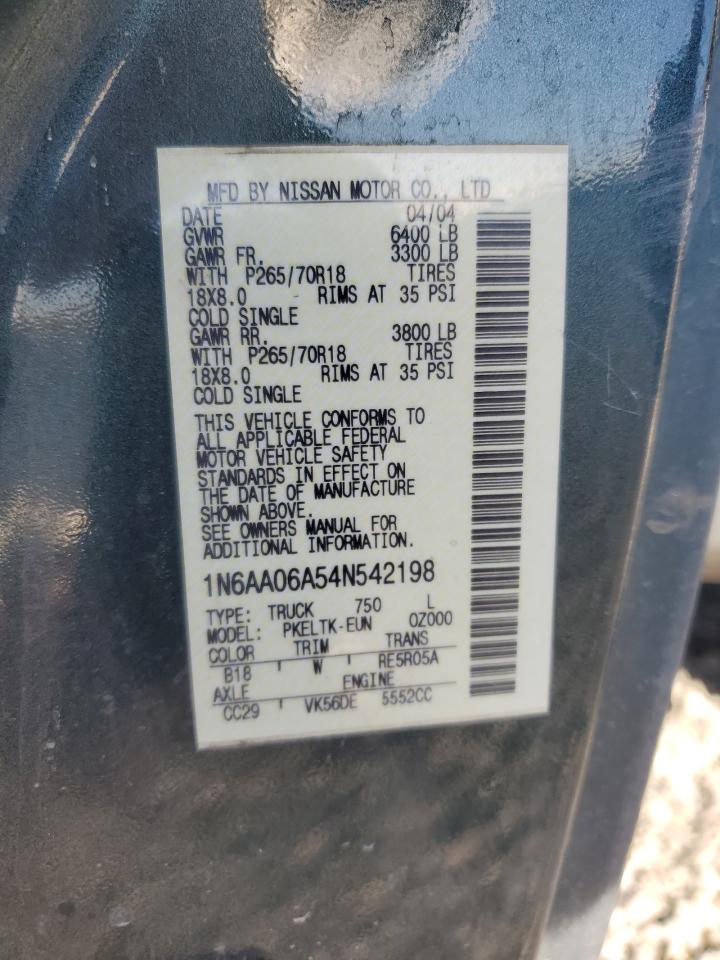 MFD BY NISSAN MOTOR CO., LTD
DATE 04/04
GVWR 6400 LB
GAWR FR. 3300 LB
WITH P265/70R18 TIRES
18X8.0 - RIMS AT 35 PSI
COLD SINGLE
GAWR RR. 3800 LB
WITH P265/70R18 TIRES
18X8.0 RIMS AT 35 PSI
COLD SINGLE
THIS VEHICLE CONFORMS TO
ALL APPLICABLE FEDERAL
MOTOR VEHICLE SAFETY
STANDARDS IN EFFECT ON
THE DATE OF MANUFACTURE
SHOWN ABOVE.
SEE OWNERS MANUAL FOR
ADDITIONAL INFORMATION.
1N6AA06A54N542198
TYPE: TRUCK 750 L
MODEL: PKELTK-EUN 0Z000
COLOR TRIM TRANS
B18 W RE5R05A
AXLE ENGINE
CC29 VK56DE 5552CC